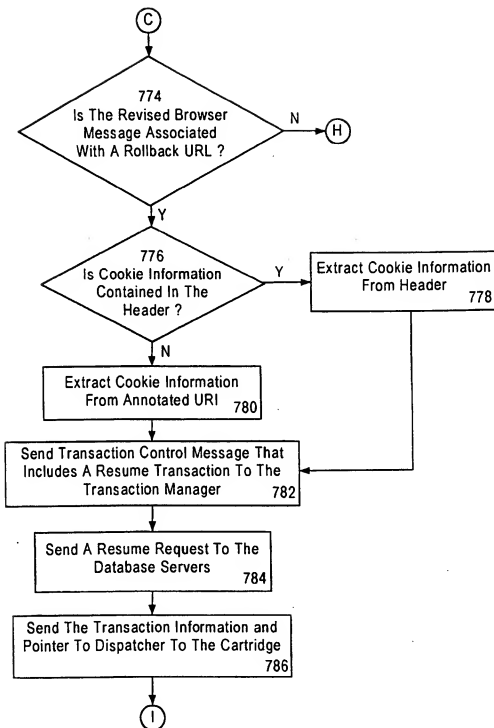 C
774
Is The Revised Browser
Message Associated
With A Rollback URL ?
N
H
Y
776
Is Cookie Information
Contained In The
Header ?
Y
Extract Cookie Information
From Header
778
N
Extract Cookie Information
From Annotated URI
780
Send Transaction Control Message That
Includes A Resume Transaction To The
Transaction Manager
782
Send A Resume Request To The
Database Servers
784
Send The Transaction Information and
Pointer To Dispatcher To The Cartridge
786
I